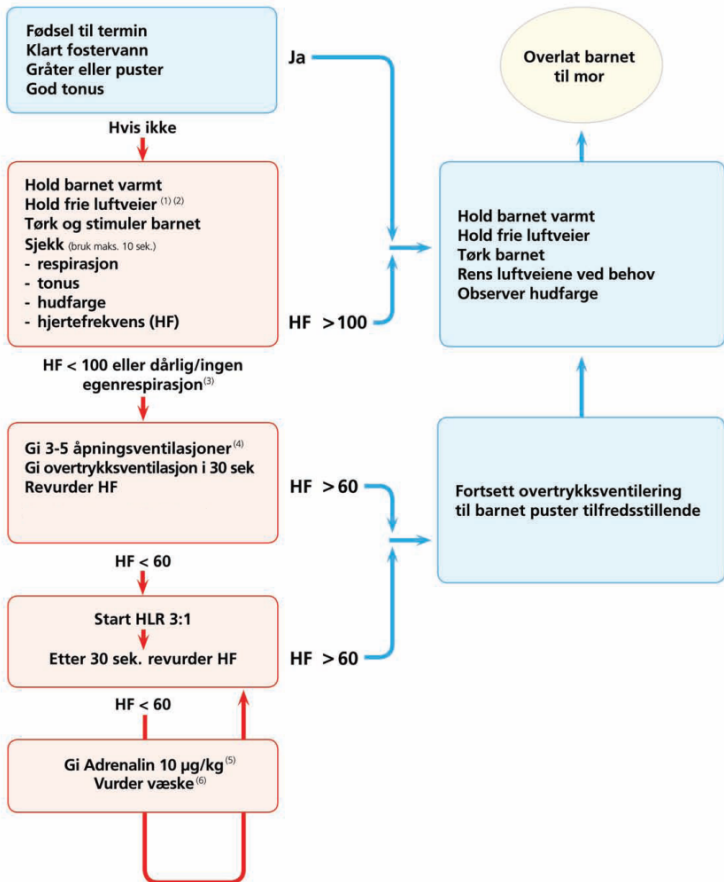 Fødsel til termin
Klart fostervann
Gråter eller puster
God tonus
Ja
Overlat barnet
til mor
Hvis ikke
Hold barnet varmt
Hold frie luftveier (1) (2)
Tørk og stimuler barnet
Sjekk (bruk maks. 10 sek.)
- respirasjon
- tonus
- hudfarge
- hjertefrekvens (HF)
HF >100
Hold barnet varmt
Hold frie luftveier
Tørk barnet
Rens luftveiene ved behov
Observer hudfarge
HF < 100 eller dårlig/ingen
egenrespirasjon (3)
Gi 3-5 åpningsventilasjoner (4)
Gi overtrykksventilasjon i 30 sek
Revurder HF
HF >60
Fortsett overtrykksventilering
til barnet puster tilfredsstillende
HF < 60
Start HLR 3:1
Etter 30 sek. revurder HF
HF >60
HF < 60
Gi Adrenalin 10 µg/kg (5)
Vurder væske (6)